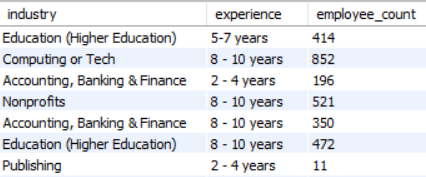 industry experience employee_count
Education (Higher Education) 5-7 years 414
Computing or Tech 8 - 10 years 852
Accounting, Banking & Finance 2 - 4 years 196
Nonprofits 8 - 10 years 521
Accounting, Banking & Finance 8 - 10 years 350
Education (Higher Education) 8 - 10 years 472
Publishing 2 - 4 years 11